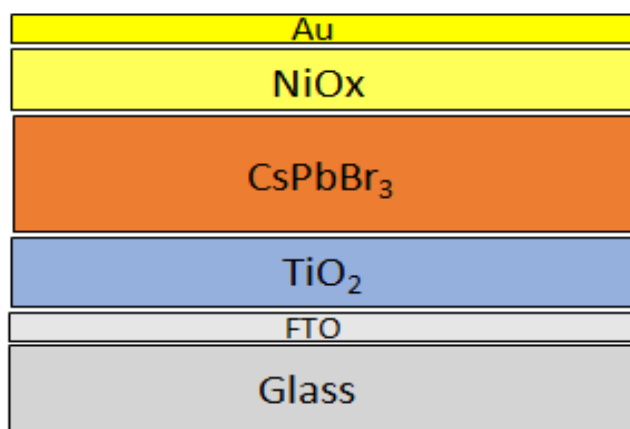 Au
NiOx
CsPbBr₃
TiO₂
FTO
Glass